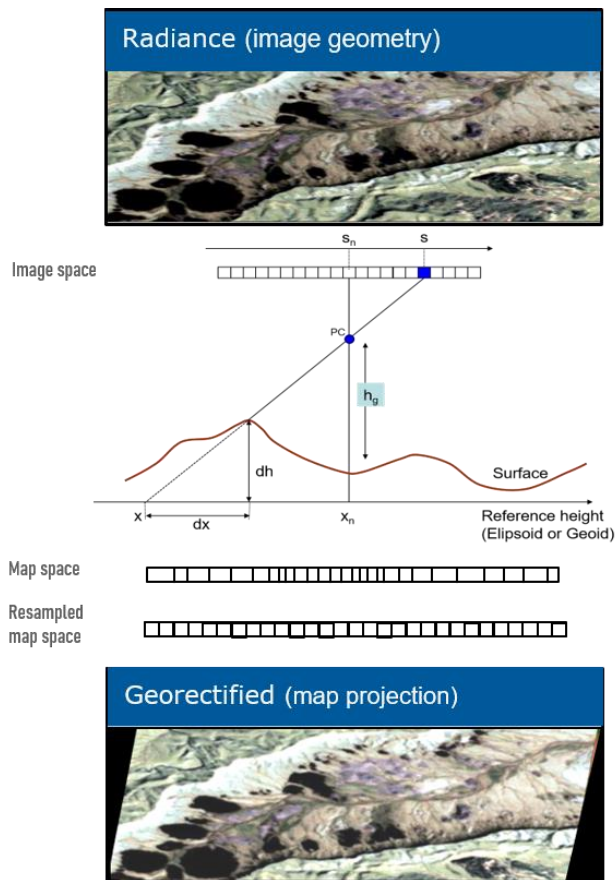 Radiance (image geometry)
sn s
Image space
PC
hg
dh
Surface
x
dx
xn
Reference height
(Elipsoid or Geoid)
Map space
Resampled
map space
Georectified (map projection)